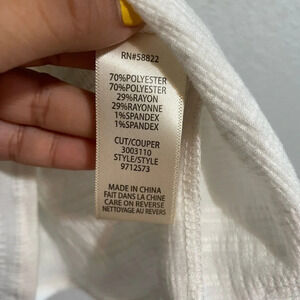 RN#58822
70%POLYESTER
70%POLYESTER
29%RAYON
29%RAYONNE
1%SPANDEX
1%SPANDEX
CUT/COUPER
3003110
STYLE/STYLE
9712S73
MADE IN CHINA
FAIT DANS LA CHINE
CARE ON REVERSE
NETTOYAGE AU REVERS